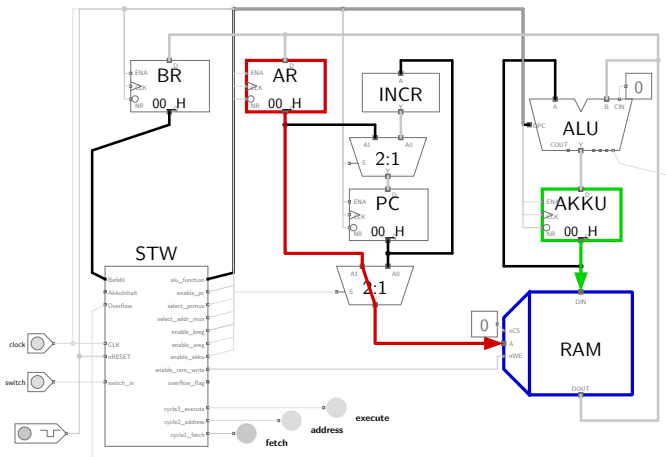 BR
D
ENA
CLK
NR
00_H
AR
D
ENA
CLK
NR
00_H
INCR
A
Y
A1
A0
2:1
S
Y
PC
D
ENA
CLK
NR
00_H
A1
A0
2:1
S
ALU
A
B
CIN
0
OPC
COUT
Y
AKKU
D
ENA
CLK
NR
00_H
STW
Befehl
AkkuInhalt
Overflow
CLK
nRESET
switch_in
alu_function
enable_pc
select_pcmux
select_addr_mux
enable_breg
enable_areg
enable_akku
enable_ram_write
overflow_flag
cycle3_execute
cycle2_address
cycle1_fetch
clock
switch
execute
address
fetch
RAM
DIN
0
nCS
A
nWE
DOUT